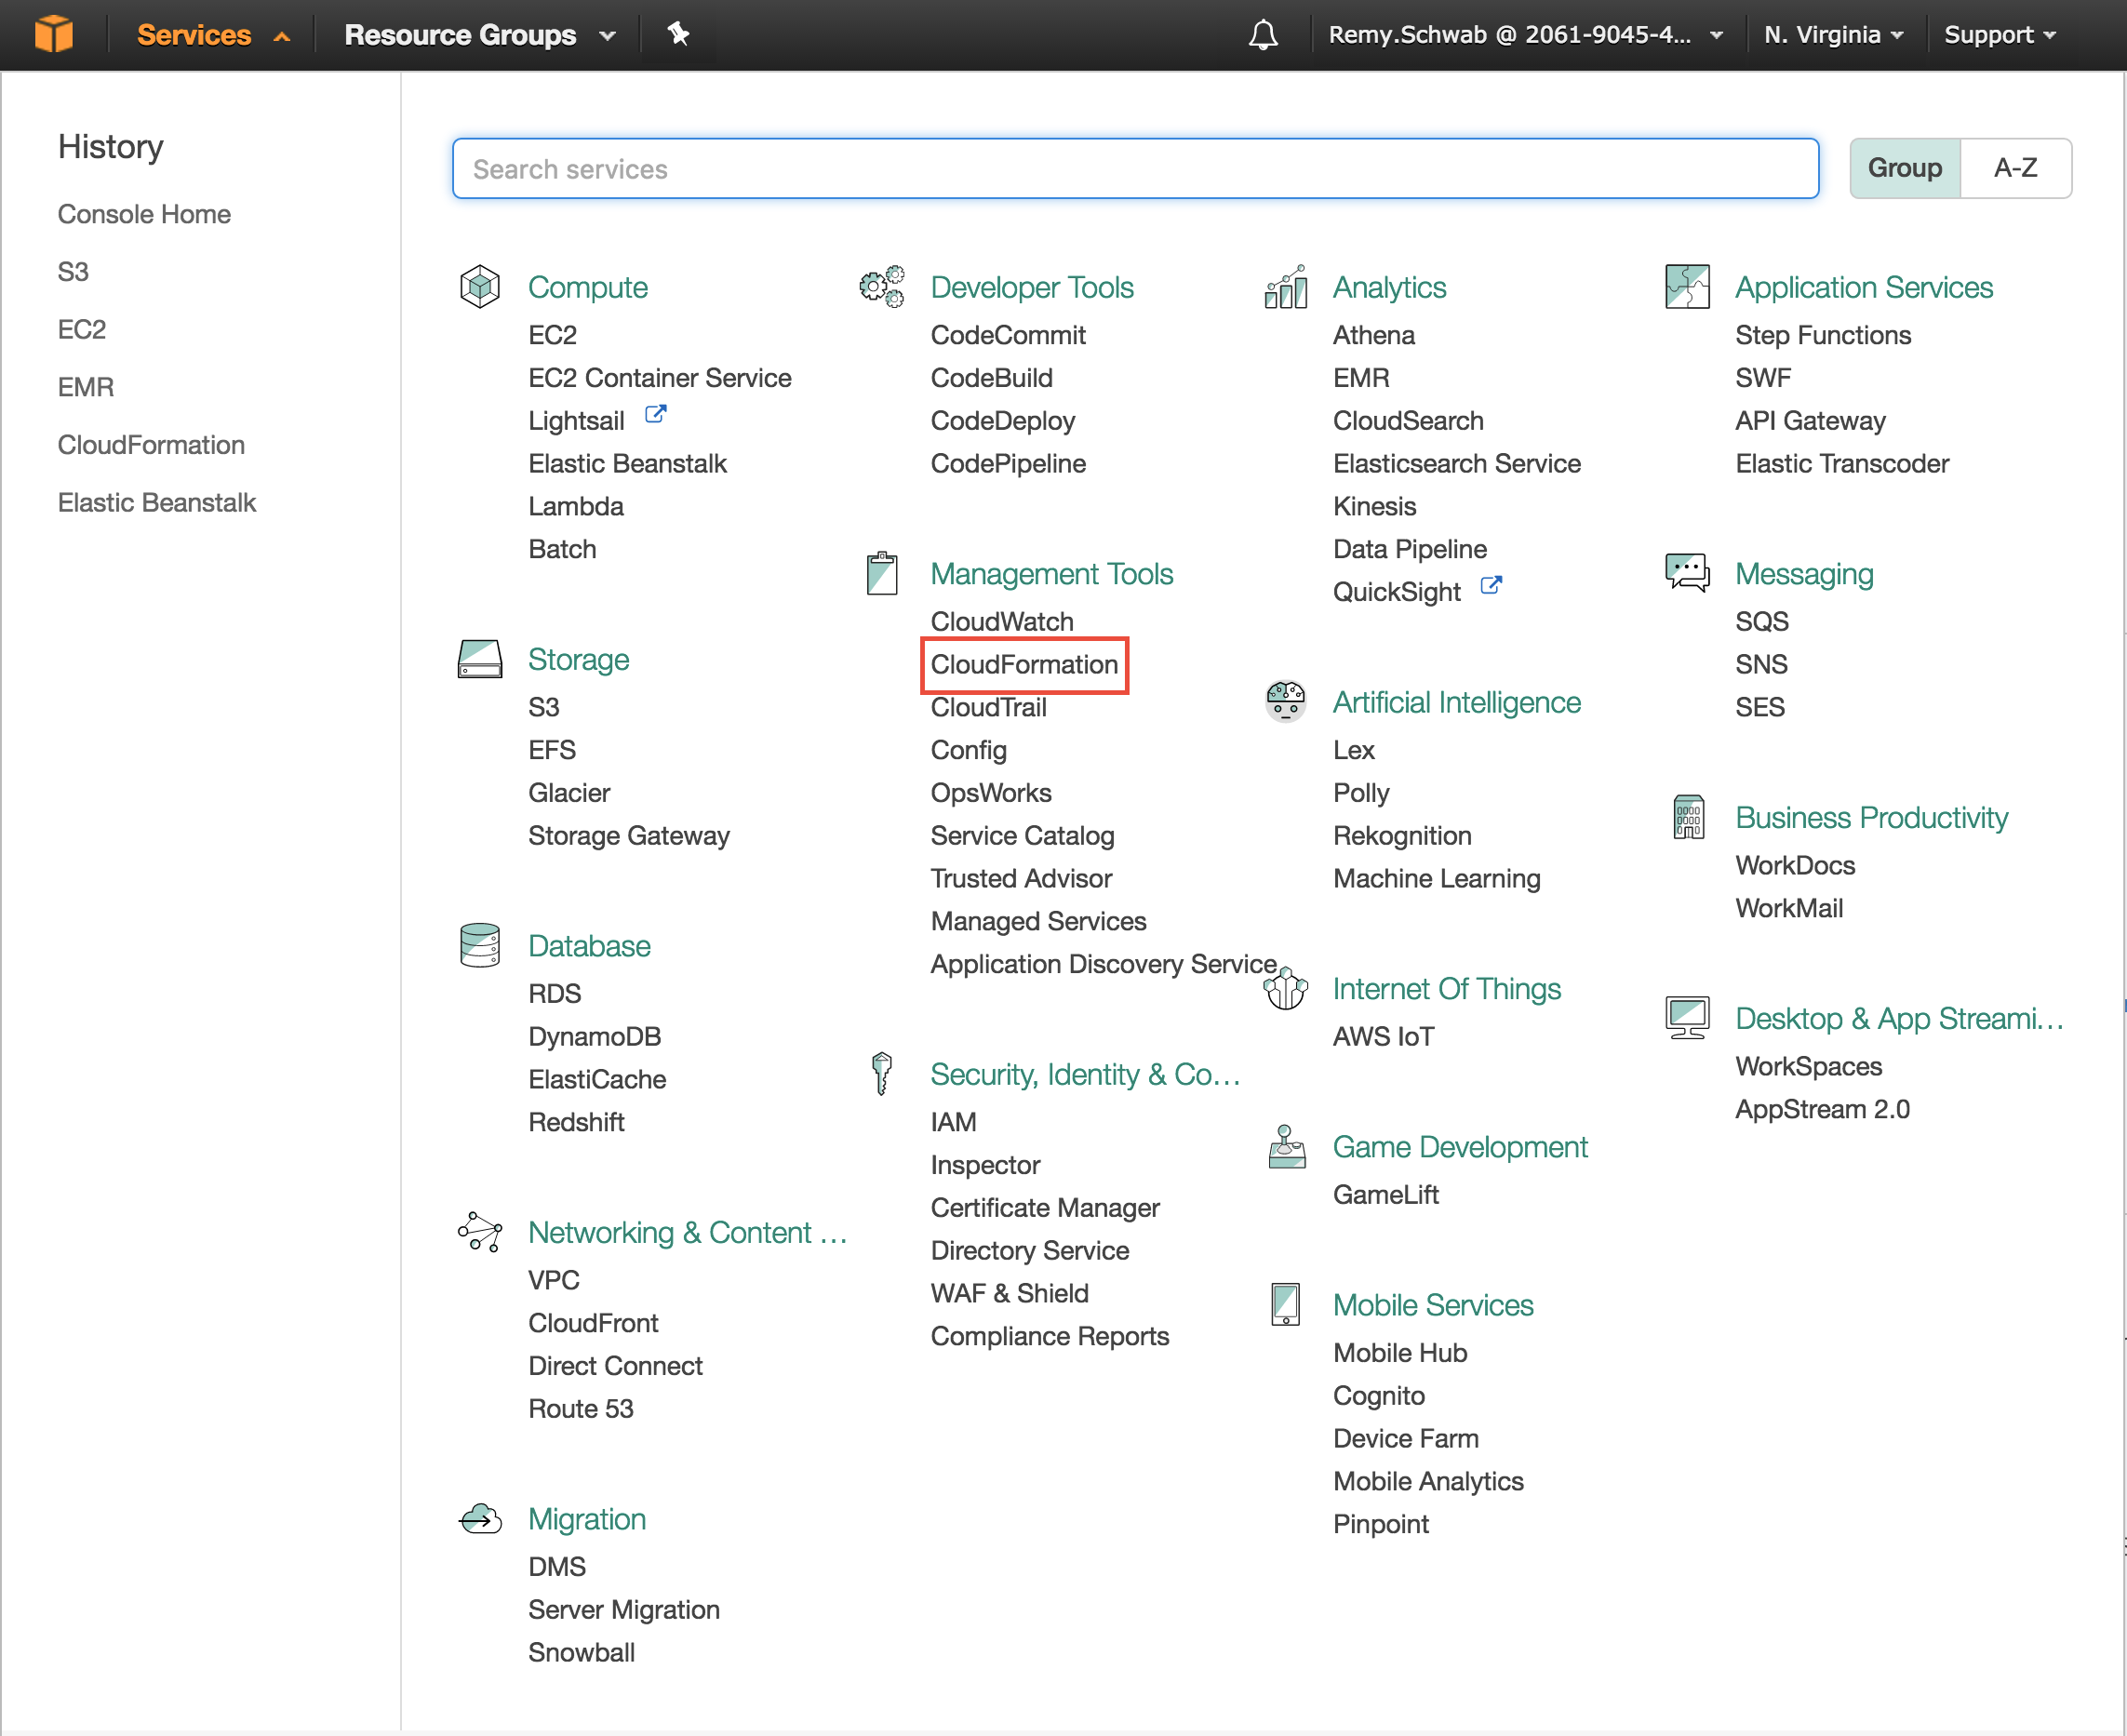 Services
Resource Groups
Remy.Schwab @ 2061-9045-4...
N. Virginia
Support
History
Console Home
S3
EC2
EMR
CloudFormation
Elastic Beanstalk
Search services
Group
A-Z
Compute
EC2
EC2 Container Service
Lightsail
Elastic Beanstalk
Lambda
Batch
Storage
S3
EFS
Glacier
Storage Gateway
Database
RDS
DynamoDB
ElastiCache
Redshift
Networking & Content ...
VPC
CloudFront
Direct Connect
Route 53
Migration
DMS
Server Migration
Snowball
Developer Tools
CodeCommit
CodeBuild
CodeDeploy
CodePipeline
Management Tools
CloudWatch
CloudFormation
CloudTrail
Config
OpsWorks
Service Catalog
Trusted Advisor
Managed Services
Application Discovery Service
Security, Identity & Co...
IAM
Inspector
Certificate Manager
Directory Service
WAF & Shield
Compliance Reports
Analytics
Athena
EMR
CloudSearch
Elasticsearch Service
Kinesis
Data Pipeline
QuickSight
Artificial Intelligence
Lex
Polly
Rekognition
Machine Learning
Internet Of Things
AWS IoT
Game Development
GameLift
Mobile Services
Mobile Hub
Cognito
Device Farm
Mobile Analytics
Pinpoint
Application Services
Step Functions
SWF
API Gateway
Elastic Transcoder
Messaging
SQS
SNS
SES
Business Productivity
WorkDocs
WorkMail
Desktop & App Streami...
WorkSpaces
AppStream 2.0